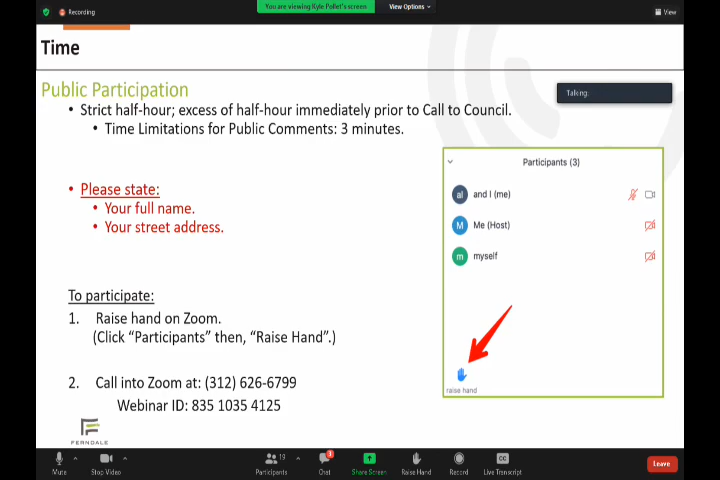 Recording
You are viewing Kyle Pollet's screen
View Options
View
Time
Public Participation
• Strict half-hour; excess of half-hour immediately prior to Call to Council.
• Time Limitations for Public Comments: 3 minutes.
Talking:
• Please state:
• Your full name.
• Your street address.
To participate:
1. Raise hand on Zoom.
(Click “Participants” then, “Raise Hand”.)
2. Call into Zoom at: (312) 626-6799
Webinar ID: 835 1035 4125
Participants (3)
al and I (me)
M Me (Host)
m myself
raise hand
FERNDALE
Mute
Stop Video
19
Participants
1
Chat
Share Screen
Raise Hand
Record
CC
Live Transcript
Leave